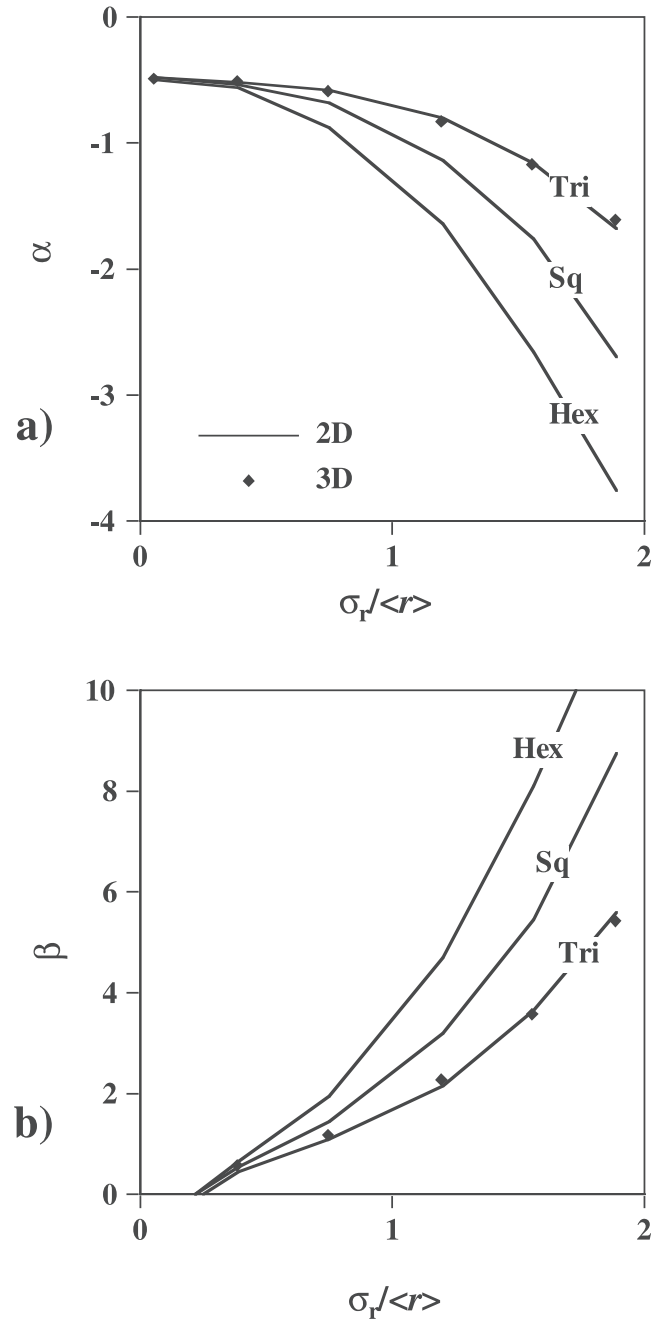 0
-1
-2
-3
-4
α
a)
Tri
Sq
Hex
2D
3D
0 1 2
σr/<r>
10
8
6
4
2
0
β
b)
Hex
Sq
Tri
0 1 2
σr/<r>